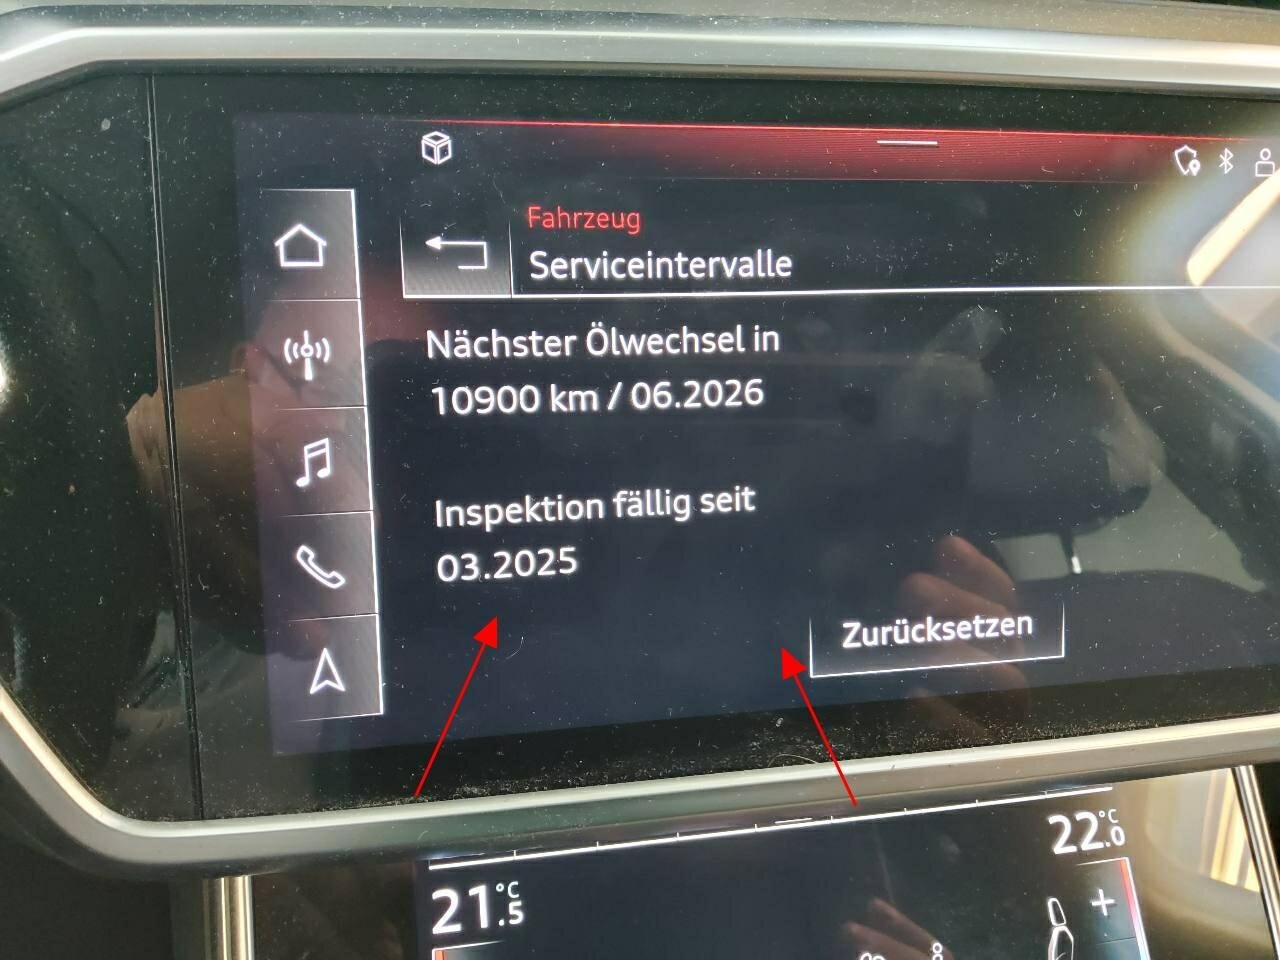 Fahrzeug
Serviceintervalle
Nächster Ölwechsel in
10900 km / 06.2026
Inspektion fällig seit
03.2025
Zurücksetzen
21.5 °C
22.0 °C
+